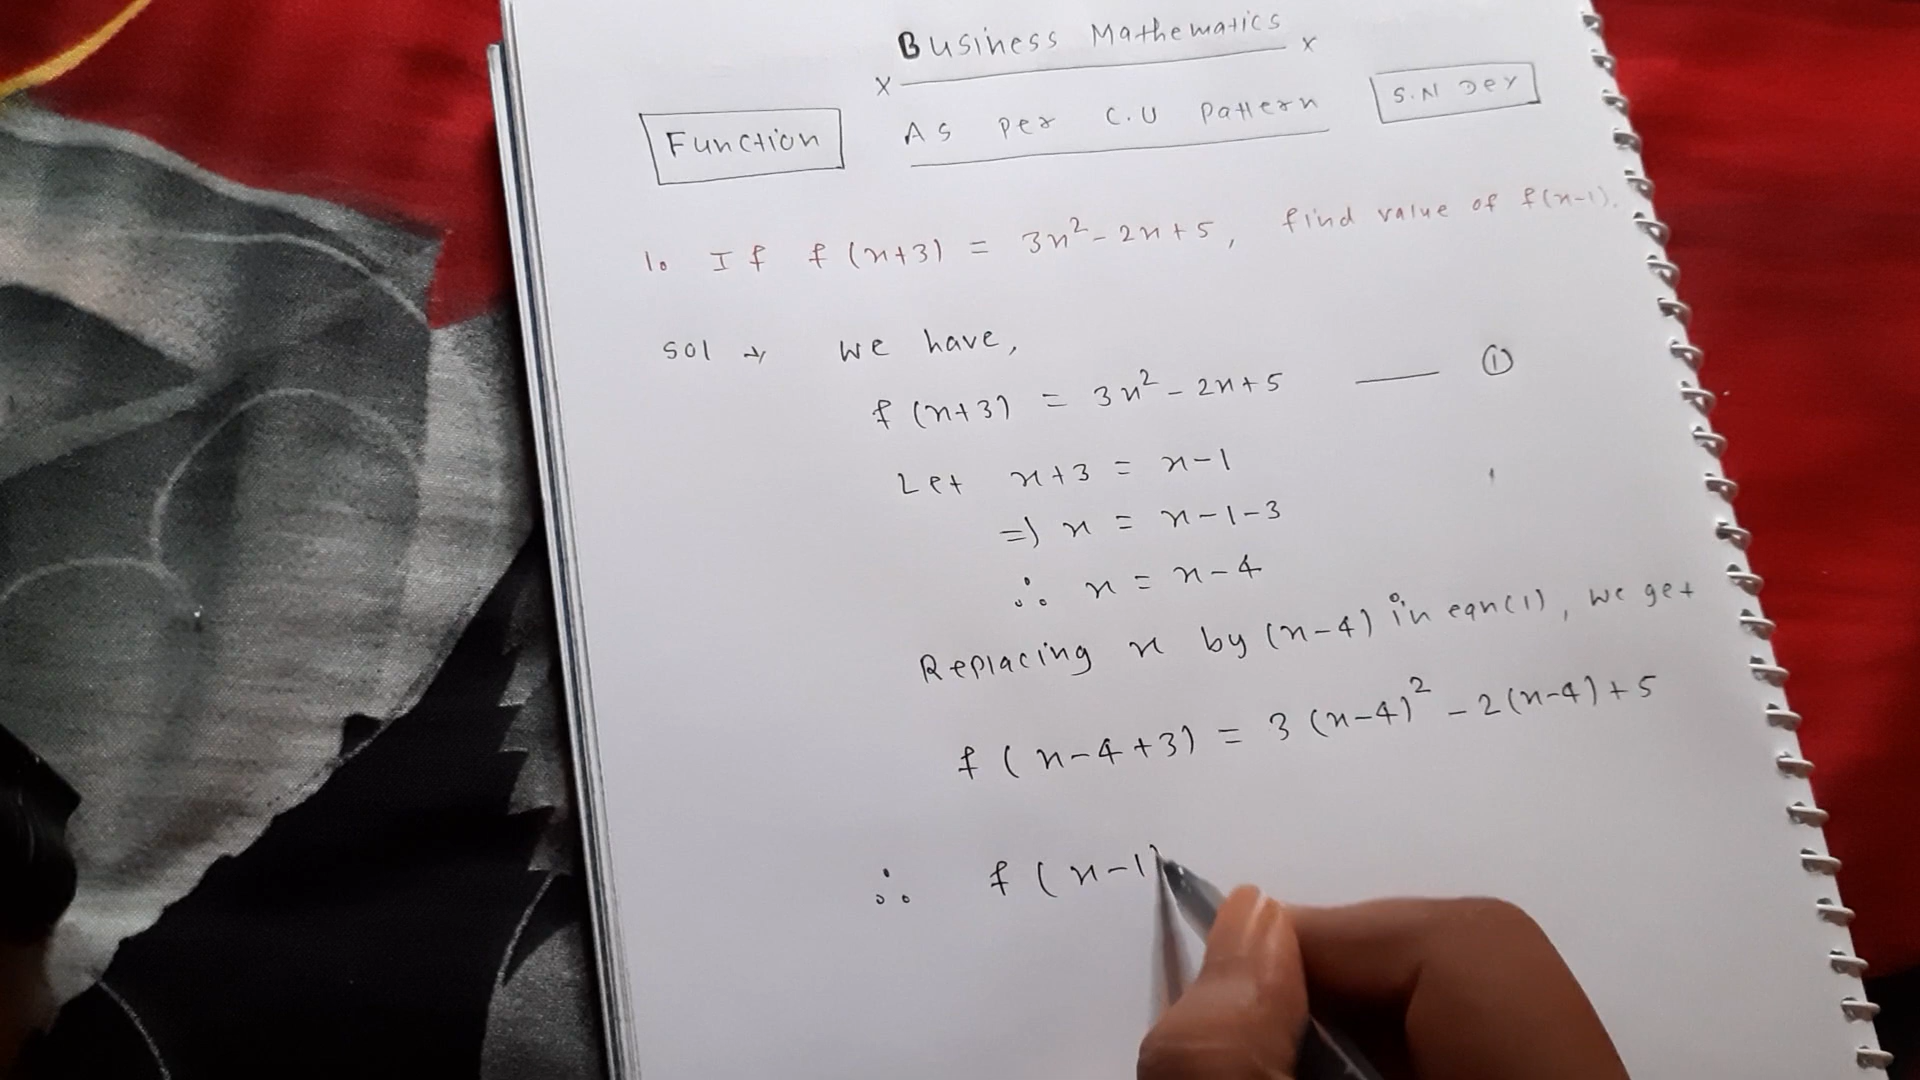 Business Mathematics
x x
As per C.U Pattern
S.N Dey
Function
1. If f(x+3) = 3x² - 2x + 5, find value of f(x-1).
Sol → We have,
f(x+3) = 3x² - 2x + 5 —— ①
Let x+3 = x-1
=) x = x-1-3
∴ x = x-4
Replacing x by (x-4) in eqn(1), we get
f(x-4+3) = 3(x-4)² - 2(x-4) + 5
∴ f(x-1)